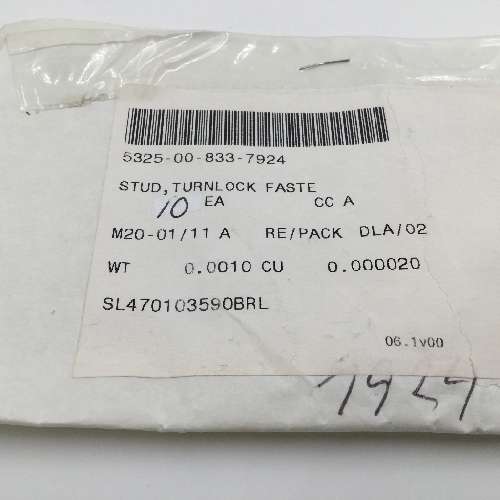 5325-00-833-7924
STUD,TURNLOCK FASTE
10 EA CC A
M20-01/11 A RE/PACK DLA/02
WT 0.0010 CU 0.000020
SL470103590BRL
06.1v00